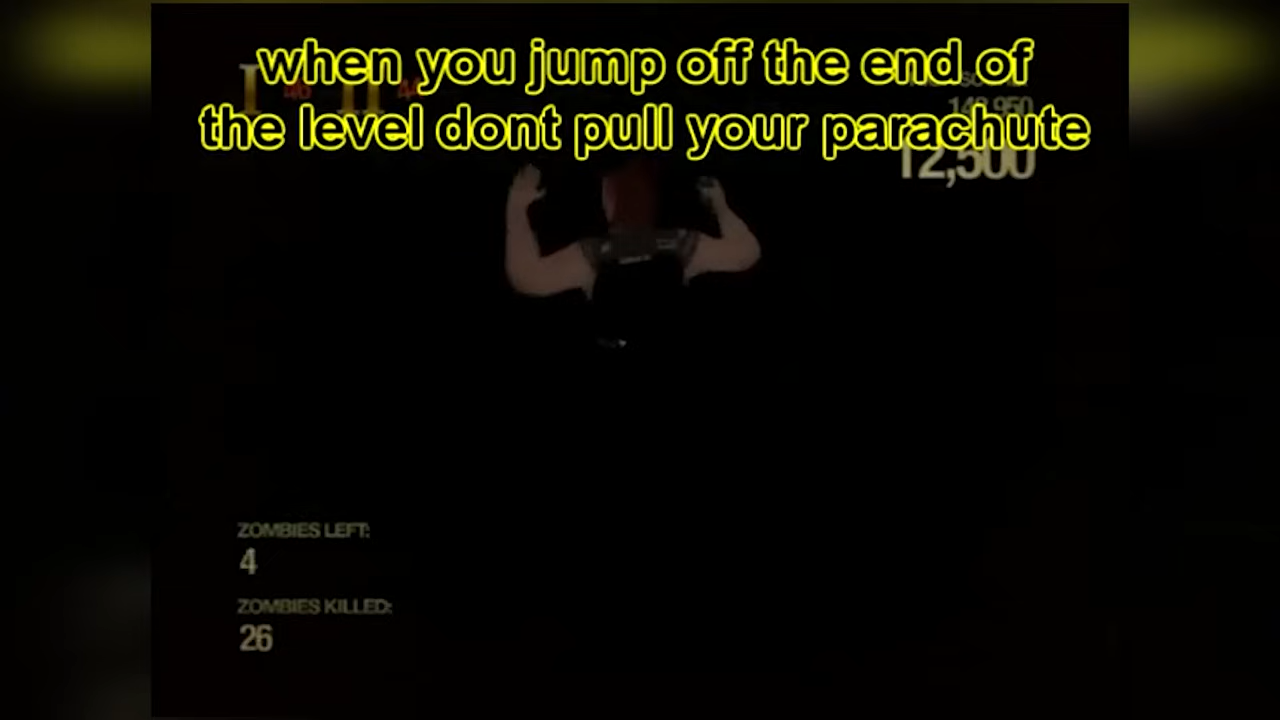 when you jump off the end of
the level dont pull your parachute
12,500
ZOMBIES LEFT:
4
ZOMBIES KILLED:
26